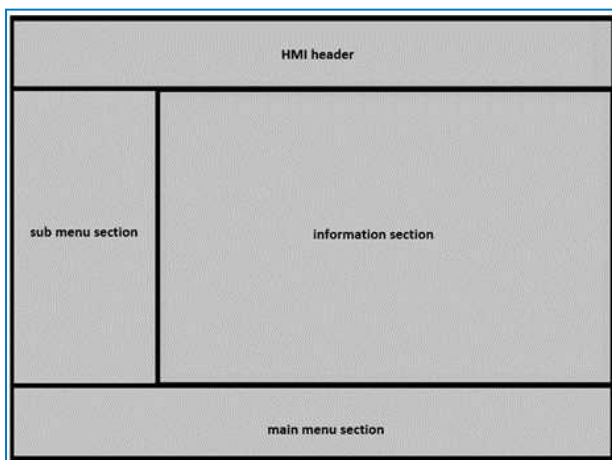 HMI header
sub menu section
information section
main menu section